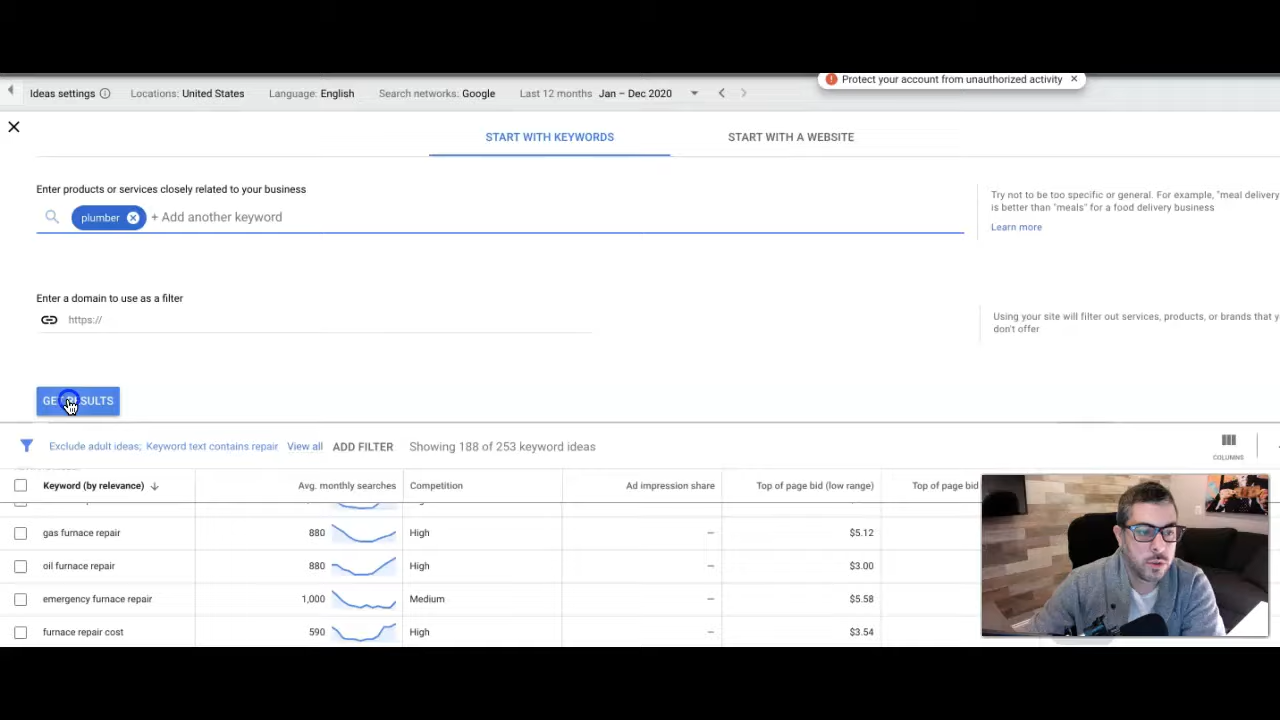 Protect your account from unauthorized activity
Ideas settings Locations: United States Language: English Search networks: Google Last 12 months Jan – Dec 2020
START WITH KEYWORDS START WITH A WEBSITE
Enter products or services closely related to your business
plumber + Add another keyword
Try not to be too specific or general. For example, "meal delivery
is better than "meals" for a food delivery business
Learn more
Enter a domain to use as a filter
https://
Using your site will filter out services, products, or brands that
don't offer
GET RESULTS
Exclude adult ideas; Keyword text contains repair View all ADD FILTER Showing 188 of 253 keyword ideas
COLUMNS
Keyword (by relevance) Avg. monthly searches Competition Ad impression share Top of page bid (low range) Top of page bid
gas furnace repair 880 High – $5.12
oil furnace repair 880 High – $3.00
emergency furnace repair 1,000 Medium – $5.58
furnace repair cost 590 High – $3.54